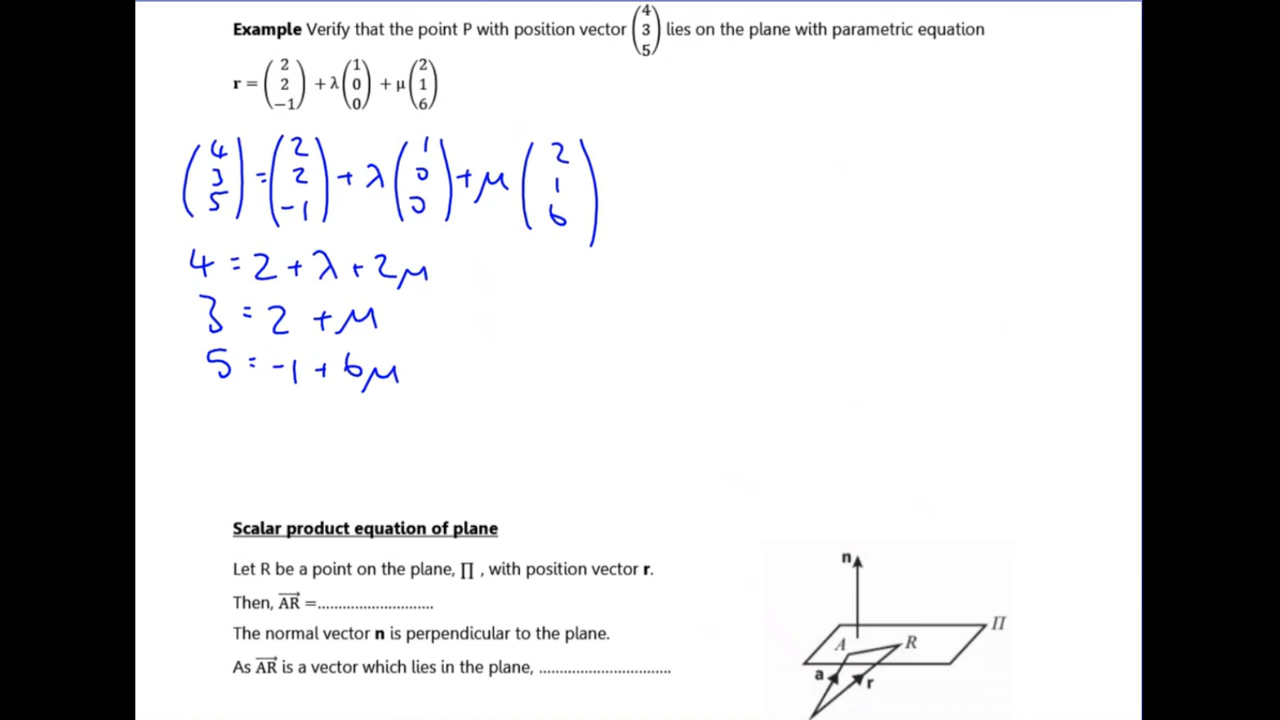 Example Verify that the point P with position vector (4 3 5) lies on the plane with parametric equation
r = (2 2 −1) + λ(1 0 0) + μ(2 1 6)
(4 3 5) = (2 2 -1) + λ(1 0 0) + μ(2 1 6)
4 = 2 + λ + 2μ
3 = 2 + μ
5 = -1 + 6μ
Scalar product equation of plane
Let R be a point on the plane, ∏ , with position vector r.
Then, AR⃗ =............................
The normal vector n is perpendicular to the plane.
As AR⃗ is a vector which lies in the plane, ................................
n
Π
A
R
a
r